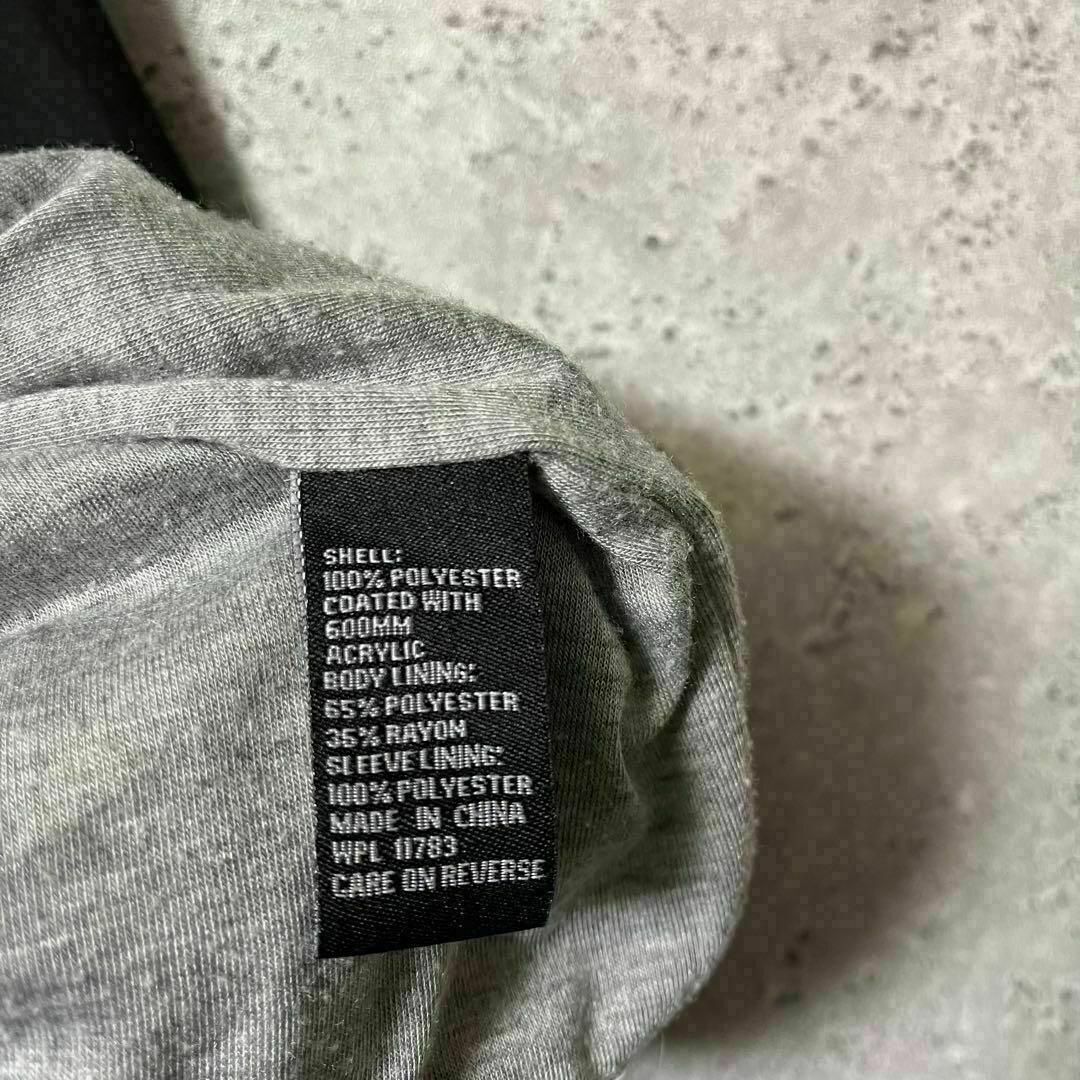 SHELL:
100% POLYESTER
COATED WITH
600MM
ACRYLIC
BODY LINING:
65% POLYESTER
35% RAYON
SLEEVE LINING:
100% POLYESTER
MADE IN CHINA
WPL 11783
CARE ON REVERSE